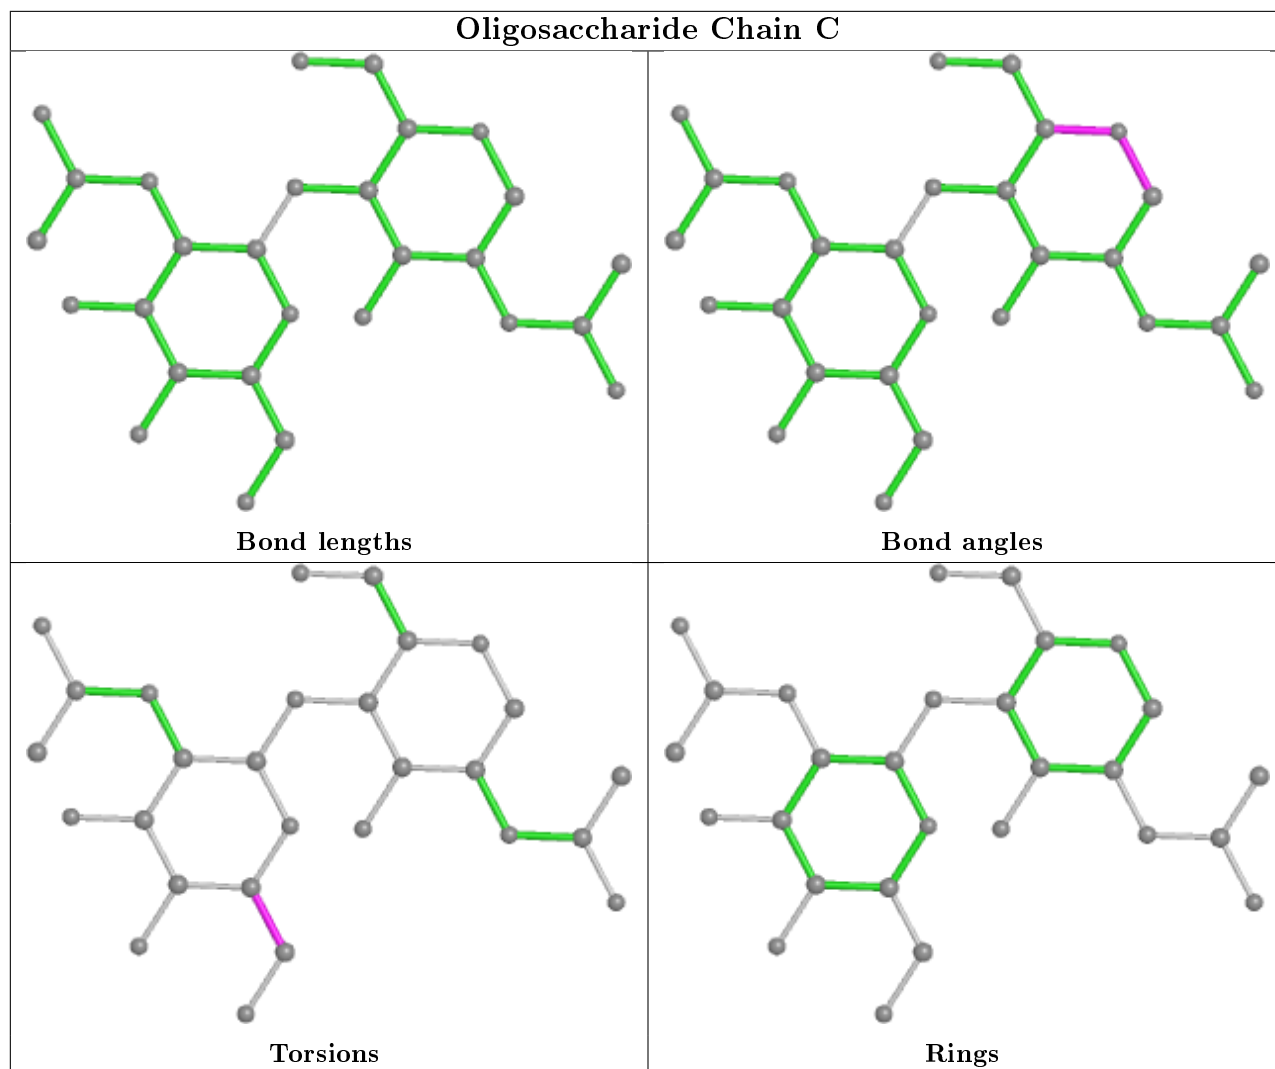 Oligosaccharide Chain C
Bond lengths
Bond angles
Torsions
Rings